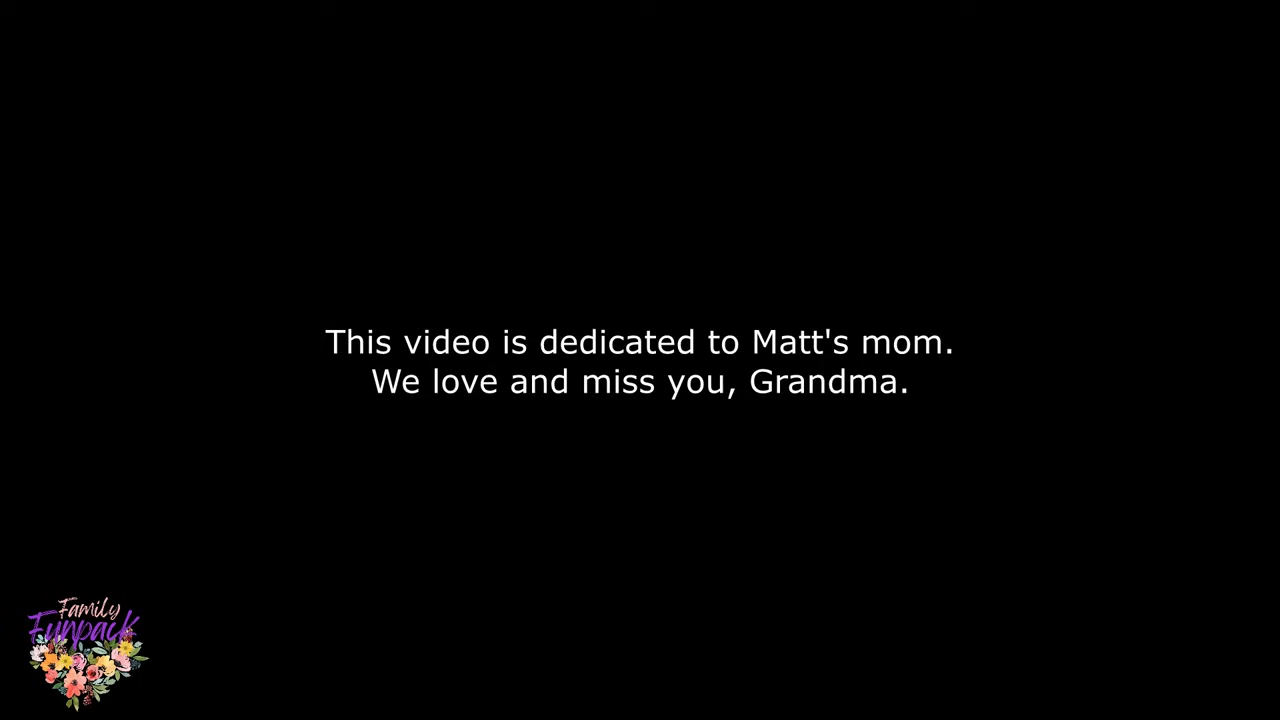 This video is dedicated to Matt's mom.
We love and miss you, Grandma.
Family
Funpack